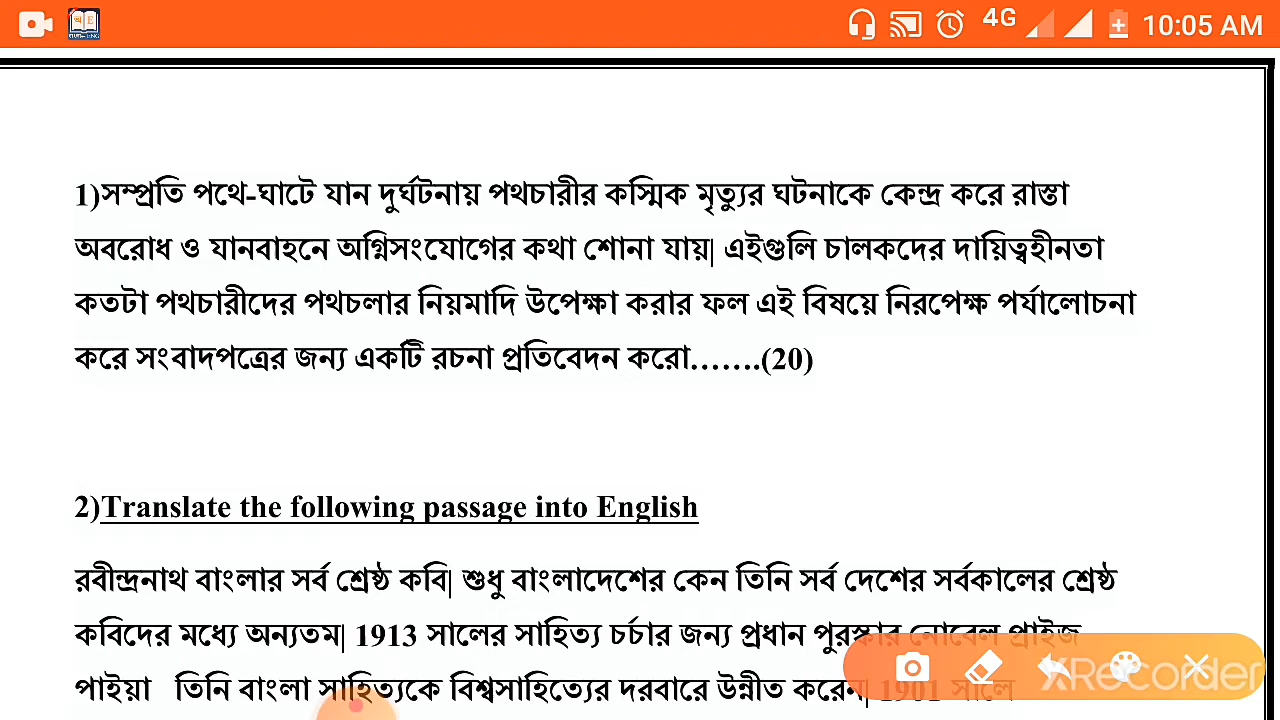 4G 10:05 AM
1)সম্প্রতি পথে-ঘাটে যান দুর্ঘটনায় পথচারীর কস্মিক মৃত্যুর ঘটনাকে কেন্দ্র করে রাস্তা
অবরোধ ও যানবাহনে অগ্নিসংযোগের কথা শোনা যায়| এইগুলি চালকদের দায়িত্বহীনতা
কতটা পথচারীদের পথচলার নিয়মাদি উপেক্ষা করার ফল এই বিষয়ে নিরপেক্ষ পর্যালোচনা
করে সংবাদপত্রের জন্য একটি রচনা প্রতিবেদন করো…….(20)
2)Translate the following passage into English
রবীন্দ্রনাথ বাংলার সর্ব শ্রেষ্ঠ কবি| শুধু বাংলাদেশের কেন তিনি সর্ব দেশের সর্বকালের শ্রেষ্ঠ
কবিদের মধ্যে অন্যতম| 1913 সালের সাহিত্য চর্চার জন্য প্রধান পুরস্কার নোবেল প্রাইজ
পাইয়া তিনি বাংলা সাহিত্যকে বিশ্বসাহিত্যের দরবারে উন্নীত করেন| 1901 সালে
XRecorder